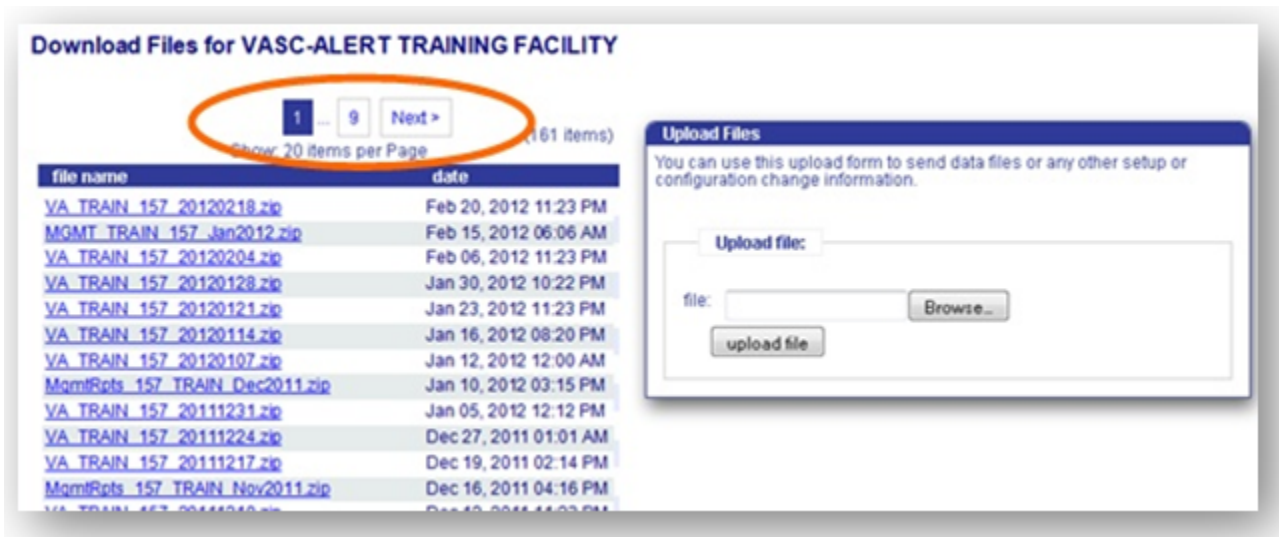 Download Files for VASC-ALERT TRAINING FACILITY
1 ... 9 Next >
Show: 20 items per Page
(161 items)
file name date
VA_TRAIN_157_20120218.zip Feb 20, 2012 11:23 PM
MGMT_TRAIN_157_Jan2012.zip Feb 15, 2012 06:06 AM
VA_TRAIN_157_20120204.zip Feb 06, 2012 11:23 PM
VA_TRAIN_157_20120128.zip Jan 30, 2012 10:22 PM
VA_TRAIN_157_20120121.zip Jan 23, 2012 11:23 PM
VA_TRAIN_157_20120114.zip Jan 16, 2012 08:20 PM
VA_TRAIN_157_20120107.zip Jan 12, 2012 12:00 AM
MgmtRpts_157_TRAIN_Dec2011.zip Jan 10, 2012 03:15 PM
VA_TRAIN_157_20111231.zip Jan 05, 2012 12:12 PM
VA_TRAIN_157_20111224.zip Dec 27, 2011 01:01 AM
VA_TRAIN_157_20111217.zip Dec 19, 2011 02:14 PM
MgmtRpts_157_TRAIN_Nov2011.zip Dec 16, 2011 04:16 PM
Upload Files
You can use this upload form to send data files or any other setup or
configuration change information.
Upload file:
file: Browse...
upload file